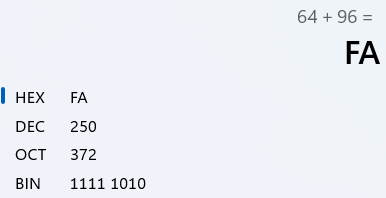 64 + 96 =
FA
HEX FA
DEC 250
OCT 372
BIN 1111 1010